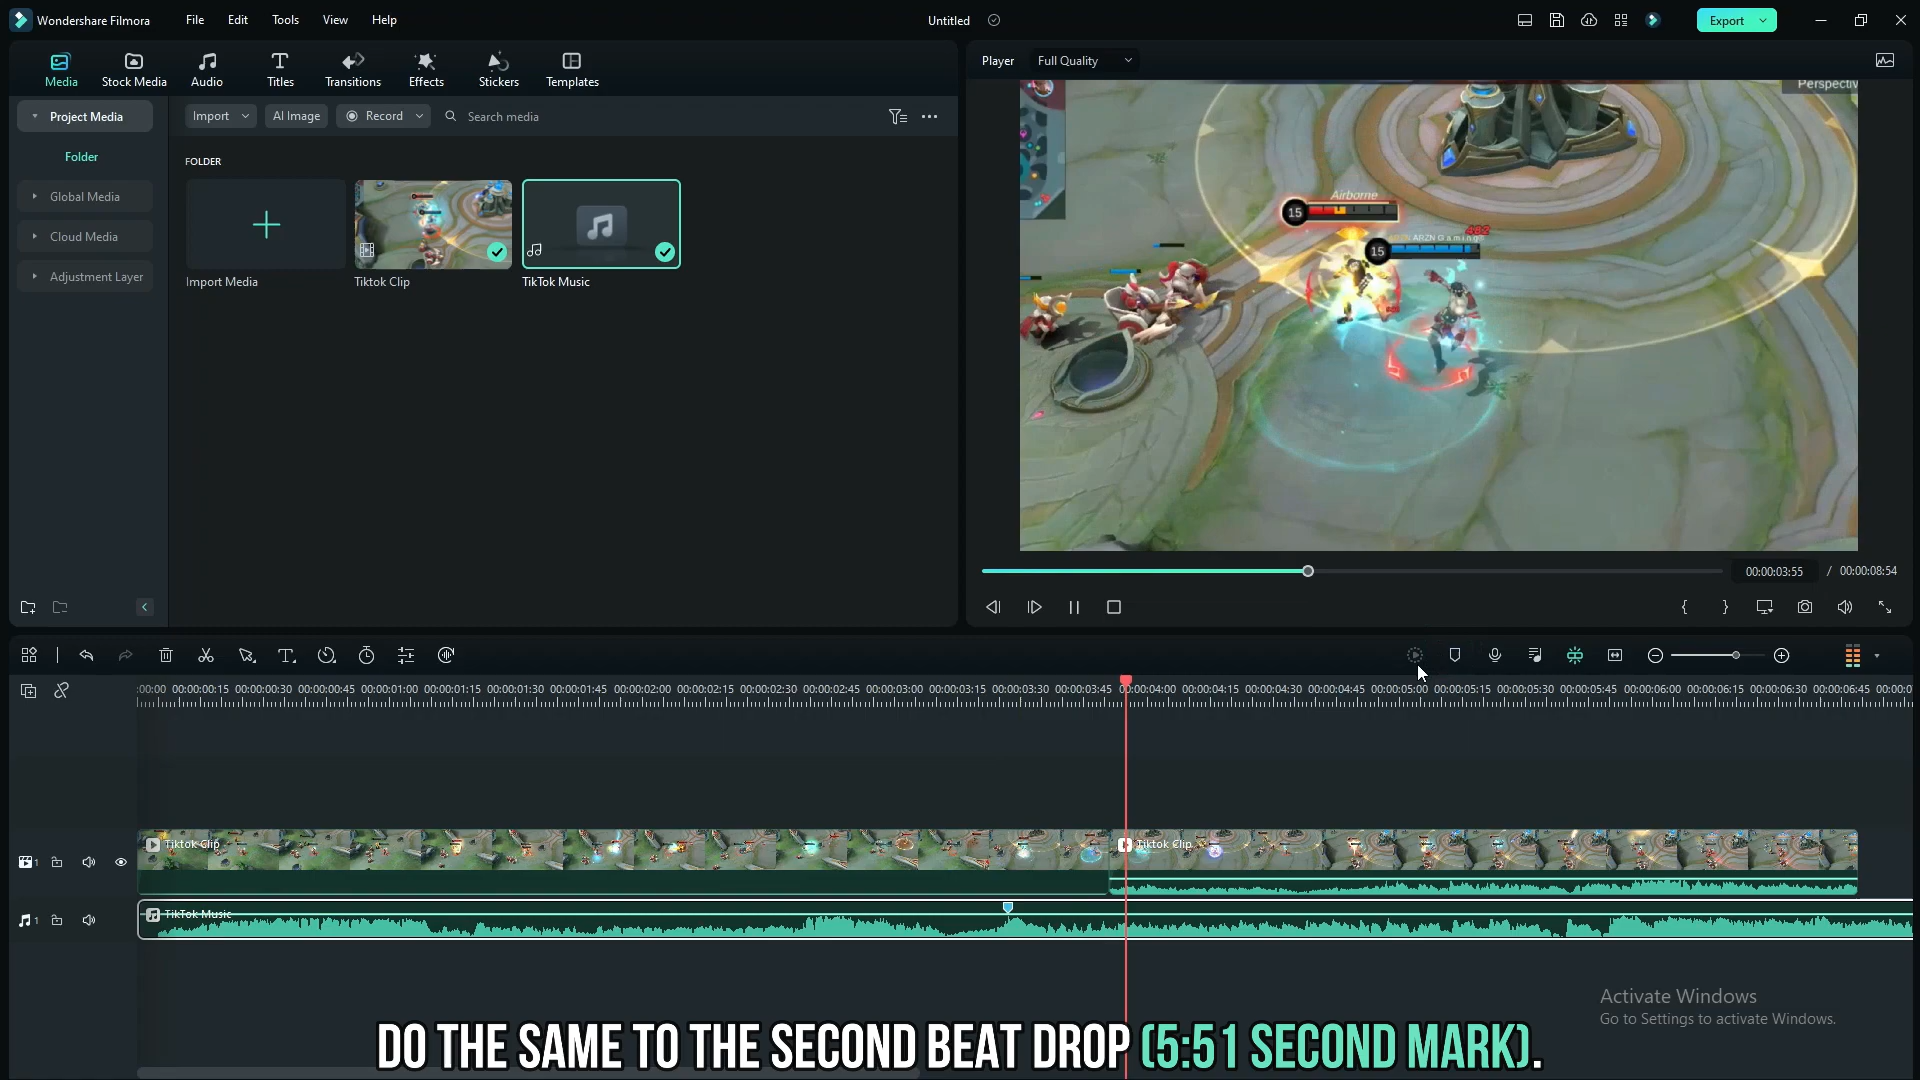 Wondershare Filmora
File
Edit
Tools
View
Help
Untitled
Export
Media
Stock Media
Audio
Titles
Transitions
Effects
Stickers
Templates
Player
Full Quality
Project Media
Import
AI Image
Record
Search media
Folder
FOLDER
Global Media
Cloud Media
Adjustment Layer
Import Media
Tiktok Clip
TikTok Music
Perspectiv
Airborne
15
482
15
ARZN Gaming
00:00:03:55 / 00:00:08:54
:00:00 00:00:00:15 00:00:00:30 00:00:00:45 00:00:01:00 00:00:01:15 00:00:01:30 00:00:01:45 00:00:02:00 00:00:02:15 00:00:02:30 00:00:02:45 00:00:03:00 00:00:03:15 00:00:03:30 00:00:03:45 00:00:04:00 00:00:04:15 00:00:04:30 00:00:04:45 00:00:05:00 00:00:05:15 00:00:05:30 00:00:05:45 00:00:06:00 00:00:06:15 00:00:06:30 00:00:06:45 00:00:0
Tiktok Clip
Tiktok Clip
1
TikTok Music
1
Activate Windows
Go to Settings to activate Windows.
DO THE SAME TO THE SECOND BEAT DROP (5:51 SECOND MARK).